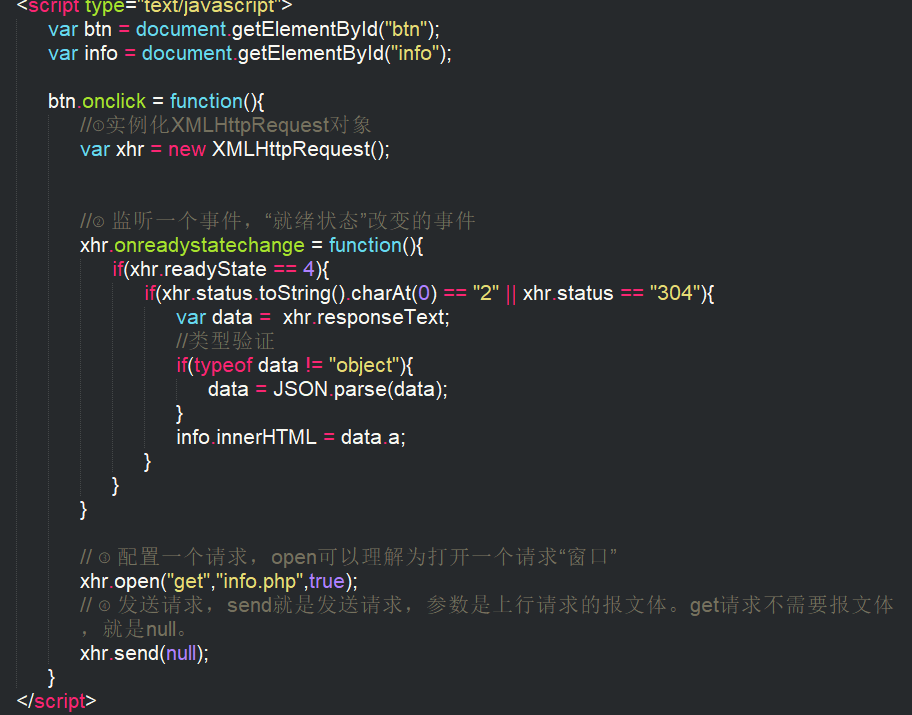 <script type="text/javascript">
var btn = document.getElementById("btn");
var info = document.getElementById("info");
btn.onclick = function(){
//①实例化XMLHttpRequest对象
var xhr = new XMLHttpRequest();
//② 监听一个事件，“就绪状态”改变的事件
xhr.onreadystatechange = function(){
if(xhr.readyState == 4){
if(xhr.status.toString().charAt(0) == "2" || xhr.status == "304"){
var data =  xhr.responseText;
//类型验证
if(typeof data != "object"){
data = JSON.parse(data);
}
info.innerHTML = data.a;
}
}
}
// ③ 配置一个请求，open可以理解为打开一个请求“窗口”
xhr.open("get","info.php",true);
// ④ 发送请求，send就是发送请求，参数是上行请求的报文体。get请求不需要报文体
，就是null。
xhr.send(null);
}
</script>